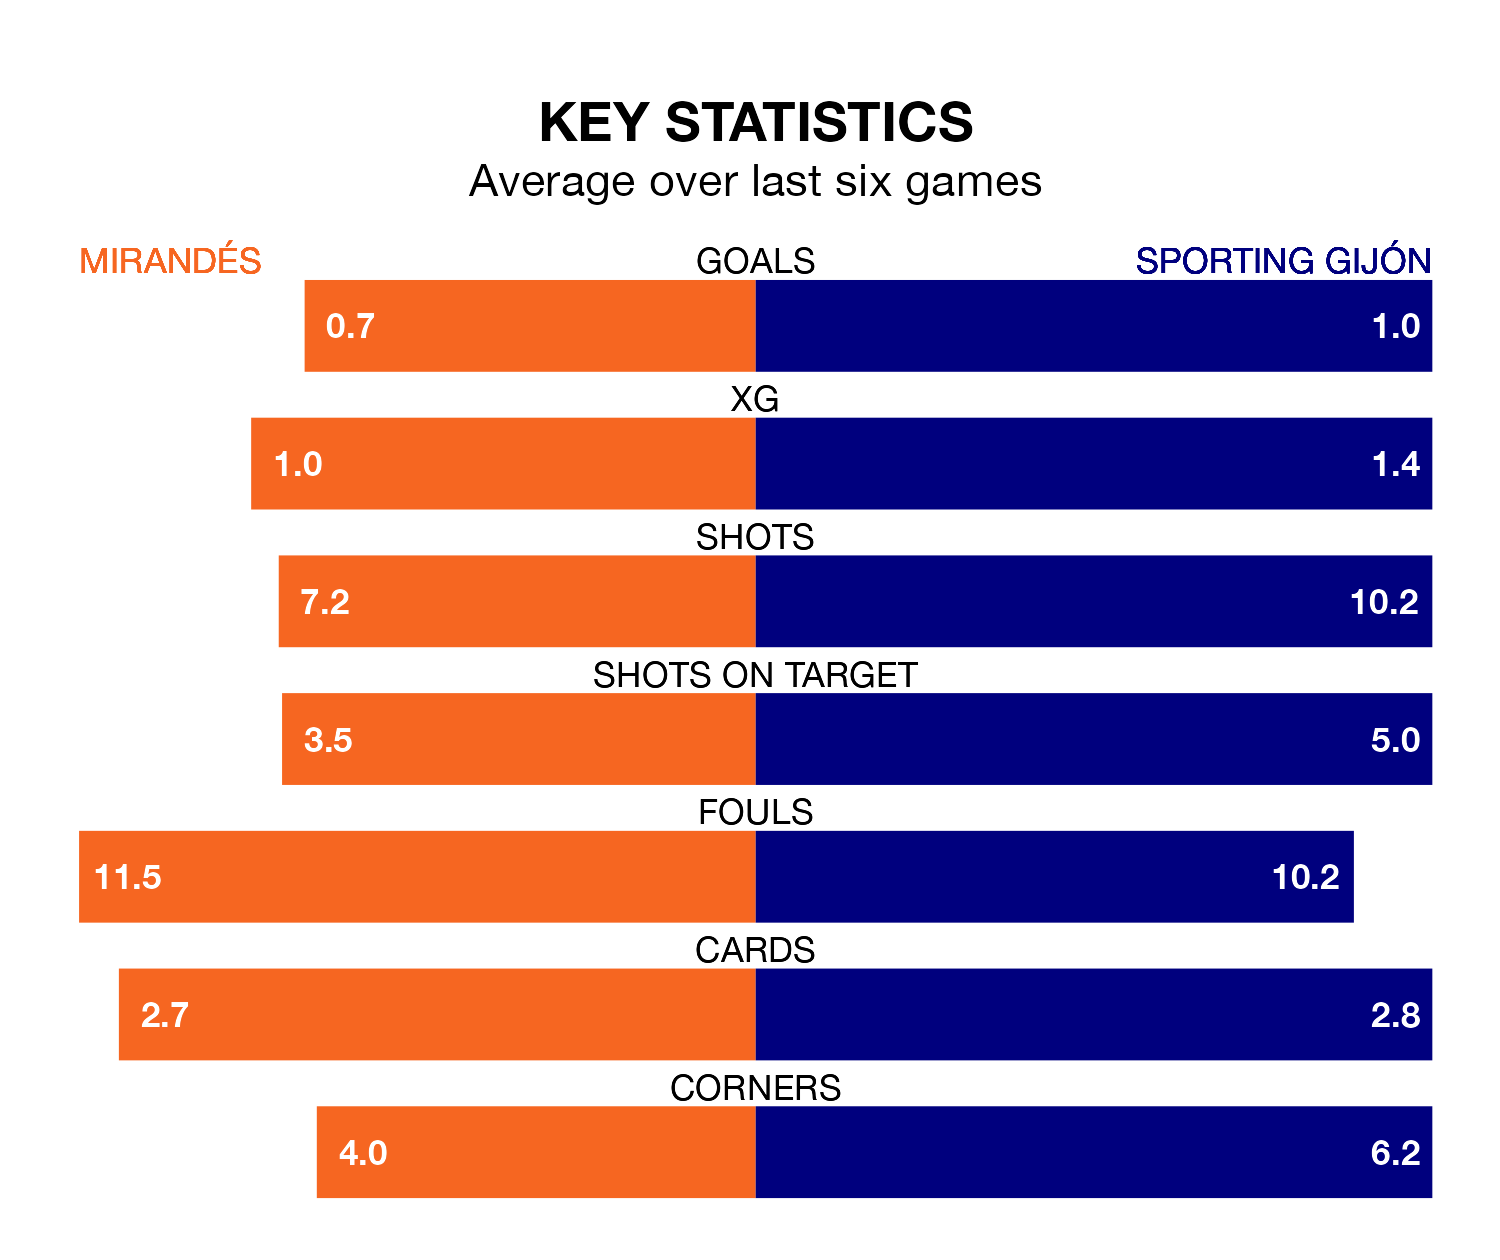 KEY STATISTICS
Average over last six games
MIRANDÉS GOALS SPORTING GIJÓN
0.7 1.0
XG
1.0 1.4
SHOTS
7.2 10.2
SHOTS ON TARGET
3.5 5.0
FOULS
11.5 10.2
CARDS
2.7 2.8
CORNERS
4.0 6.2